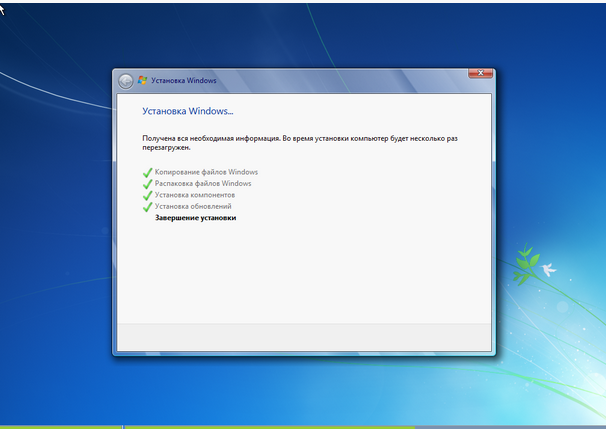 Установка Windows
Установка Windows...
Получена вся необходимая информация. Во время установки компьютер будет несколько раз
перезагружен.
Копирование файлов Windows
Распаковка файлов Windows
Установка компонентов
Установка обновлений
Завершение установки